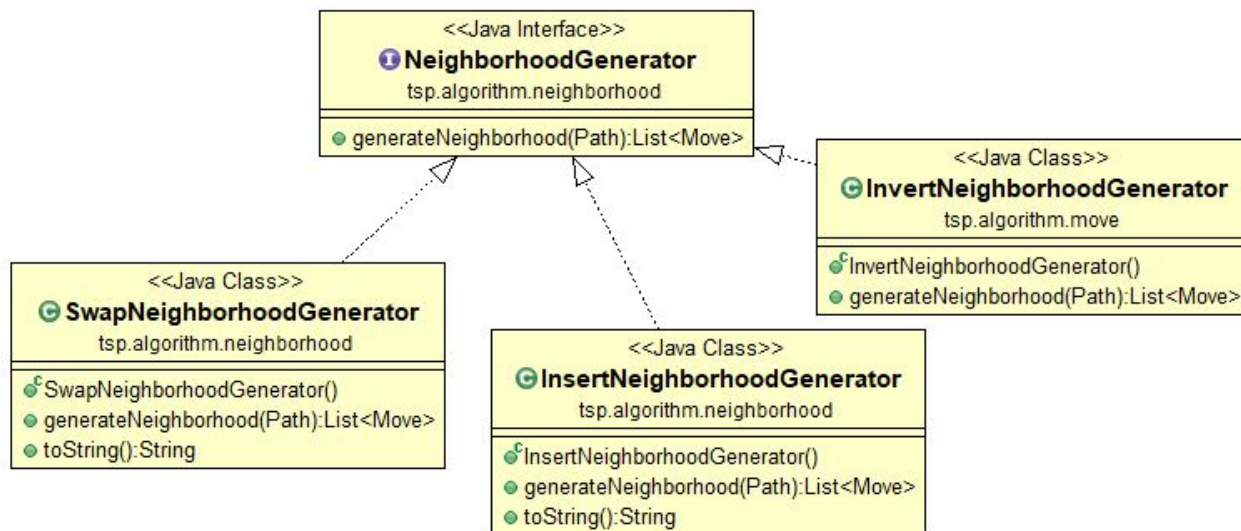 <<Java Interface>>
NeighborhoodGenerator
tsp.algorithm.neighborhood
generateNeighborhood(Path):List<Move>
<<Java Class>>
InvertNeighborhoodGenerator
tsp.algorithm.move
InvertNeighborhoodGenerator()
generateNeighborhood(Path):List<Move>
<<Java Class>>
SwapNeighborhoodGenerator
tsp.algorithm.neighborhood
SwapNeighborhoodGenerator()
generateNeighborhood(Path):List<Move>
toString():String
<<Java Class>>
InsertNeighborhoodGenerator
tsp.algorithm.neighborhood
InsertNeighborhoodGenerator()
generateNeighborhood(Path):List<Move>
toString():String